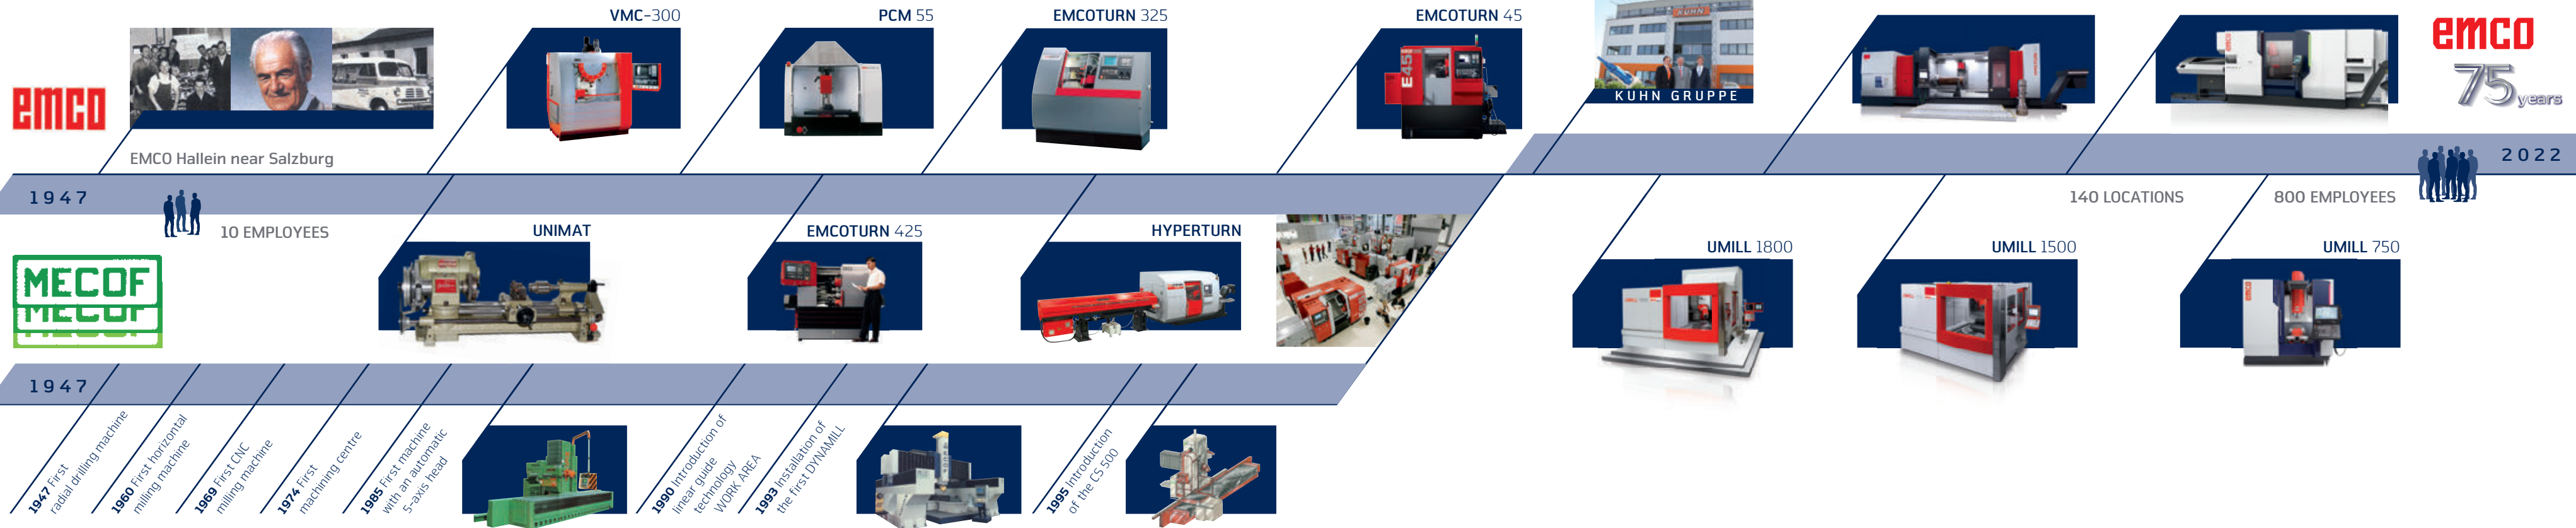 VMC-300
PCM 55
EMCOTURN 325
EMCOTURN 45
KUHN
KUHN GRUPPE
emco
75 years
emco
E45
EMCO Hallein near Salzburg
1947
2022
10 EMPLOYEES
140 LOCATIONS
800 EMPLOYEES
UNIMAT
EMCOTURN 425
HYPERTURN
UMILL 1800
UMILL 1500
UMILL 750
MECOF
MECOF
MECOF
1947
1947 First
radial drilling machine
1960 First horizontal
milling machine
1969 First CNC
milling machine
1974 First
machining centre
1985 First machine
with an automatic
5-axis head
1990 Introduction of
linear guide
technology
WORK AREA
1993 Installation of
the first DYNAMILL
MECOF
1995 Introduction
of the CS 500